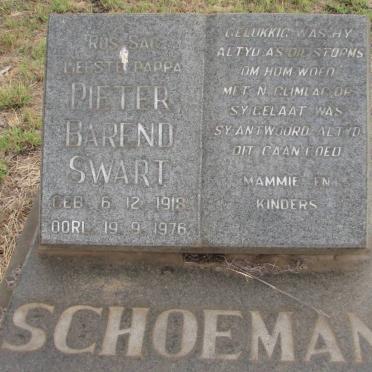 RUS SAG
GEESTE PAPPA
PIETER
BAREND
SWART
GEB. 6. 12. 1918
OORL. 19. 9. 1976
GELUKKIG WAS HY
ALTYD AS DIE STORMS
OM HOM WOED
MET 'N GLIMLAG OP
SY GELAAT WAS
SY ANTWOORD ALTYD
DIT GAAN GOED
MAMMIE EN
KINDERS
SCHOEMAN